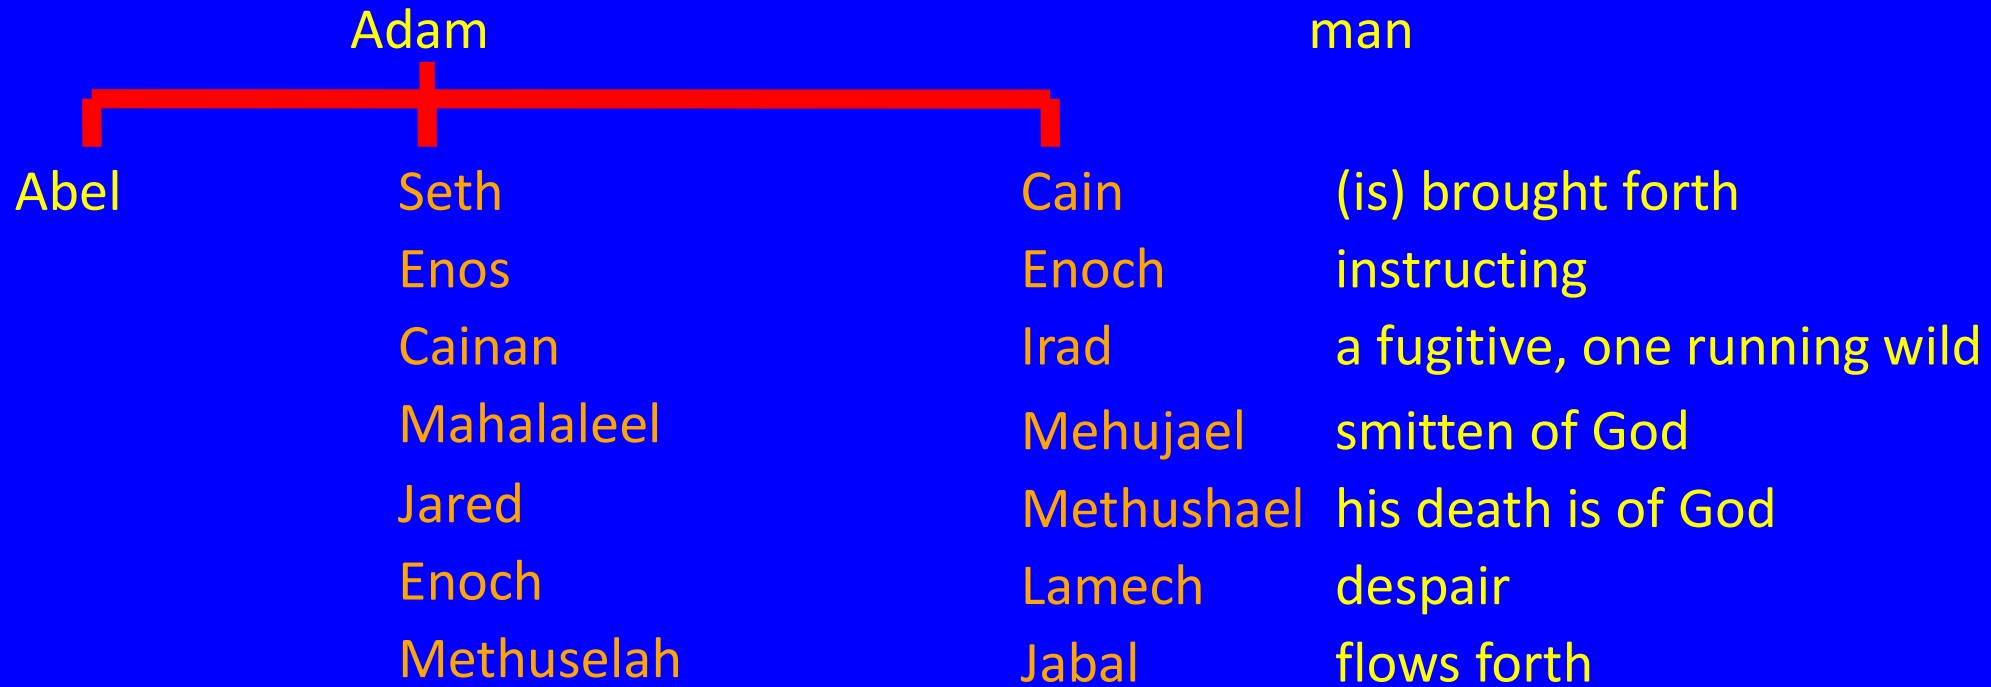 Adam man
Abel Seth Cain (is) brought forth
Enos Enoch instructing
Cainan Irad a fugitive, one running wild
Mahalaleel Mehujael smitten of God
Jared Methushael his death is of God
Enoch Lamech despair
Methuselah Jabal flows forth